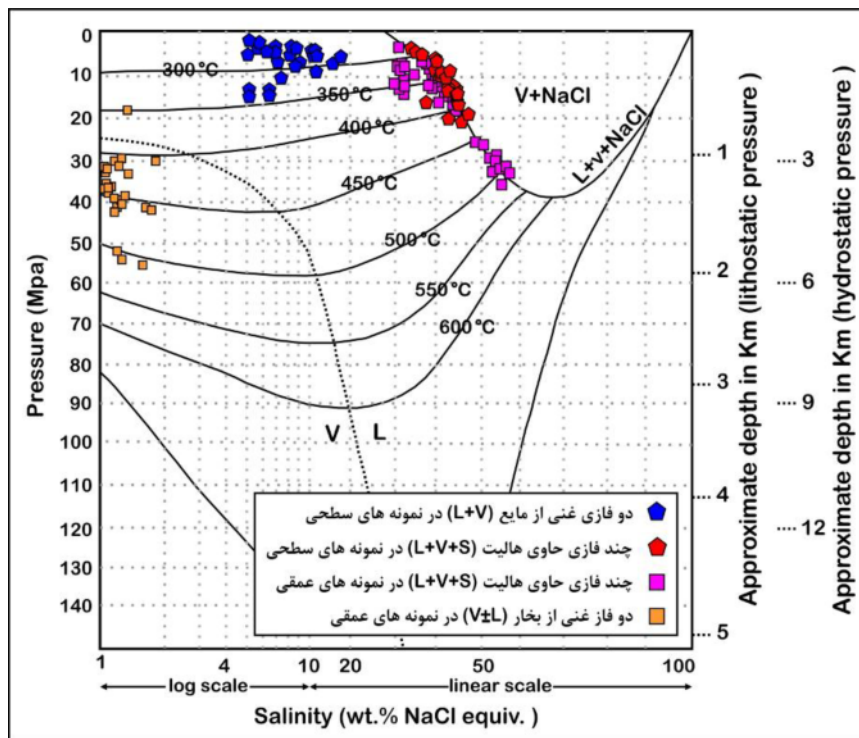 0
10
20
30
40
50
60
70
80
90
100
110
120
130
140
Pressure (Mpa)
300°C
350°C
400°C
450°C
500°C
550°C
600°C
V+NaCl
L+v+NaCl
V L
1
2
3
4
5
Approximate depth in Km (lithostatic pressure)
3
6
9
12
Approximate depth in Km (hydrostatic pressure)
دو فازی غنی از مایع (L+V) در نمونه های سطحی
چند فازی حاوی هالیت (L+V+S) در نمونه های سطحی
چند فازی حاوی هالیت (L+V+S) در نمونه های عمقی
دو فاز غنی از بخار (V±L) در نمونه های عمقی
1 4 10 20 50 100
log scale linear scale
Salinity (wt.% NaCl equiv. )